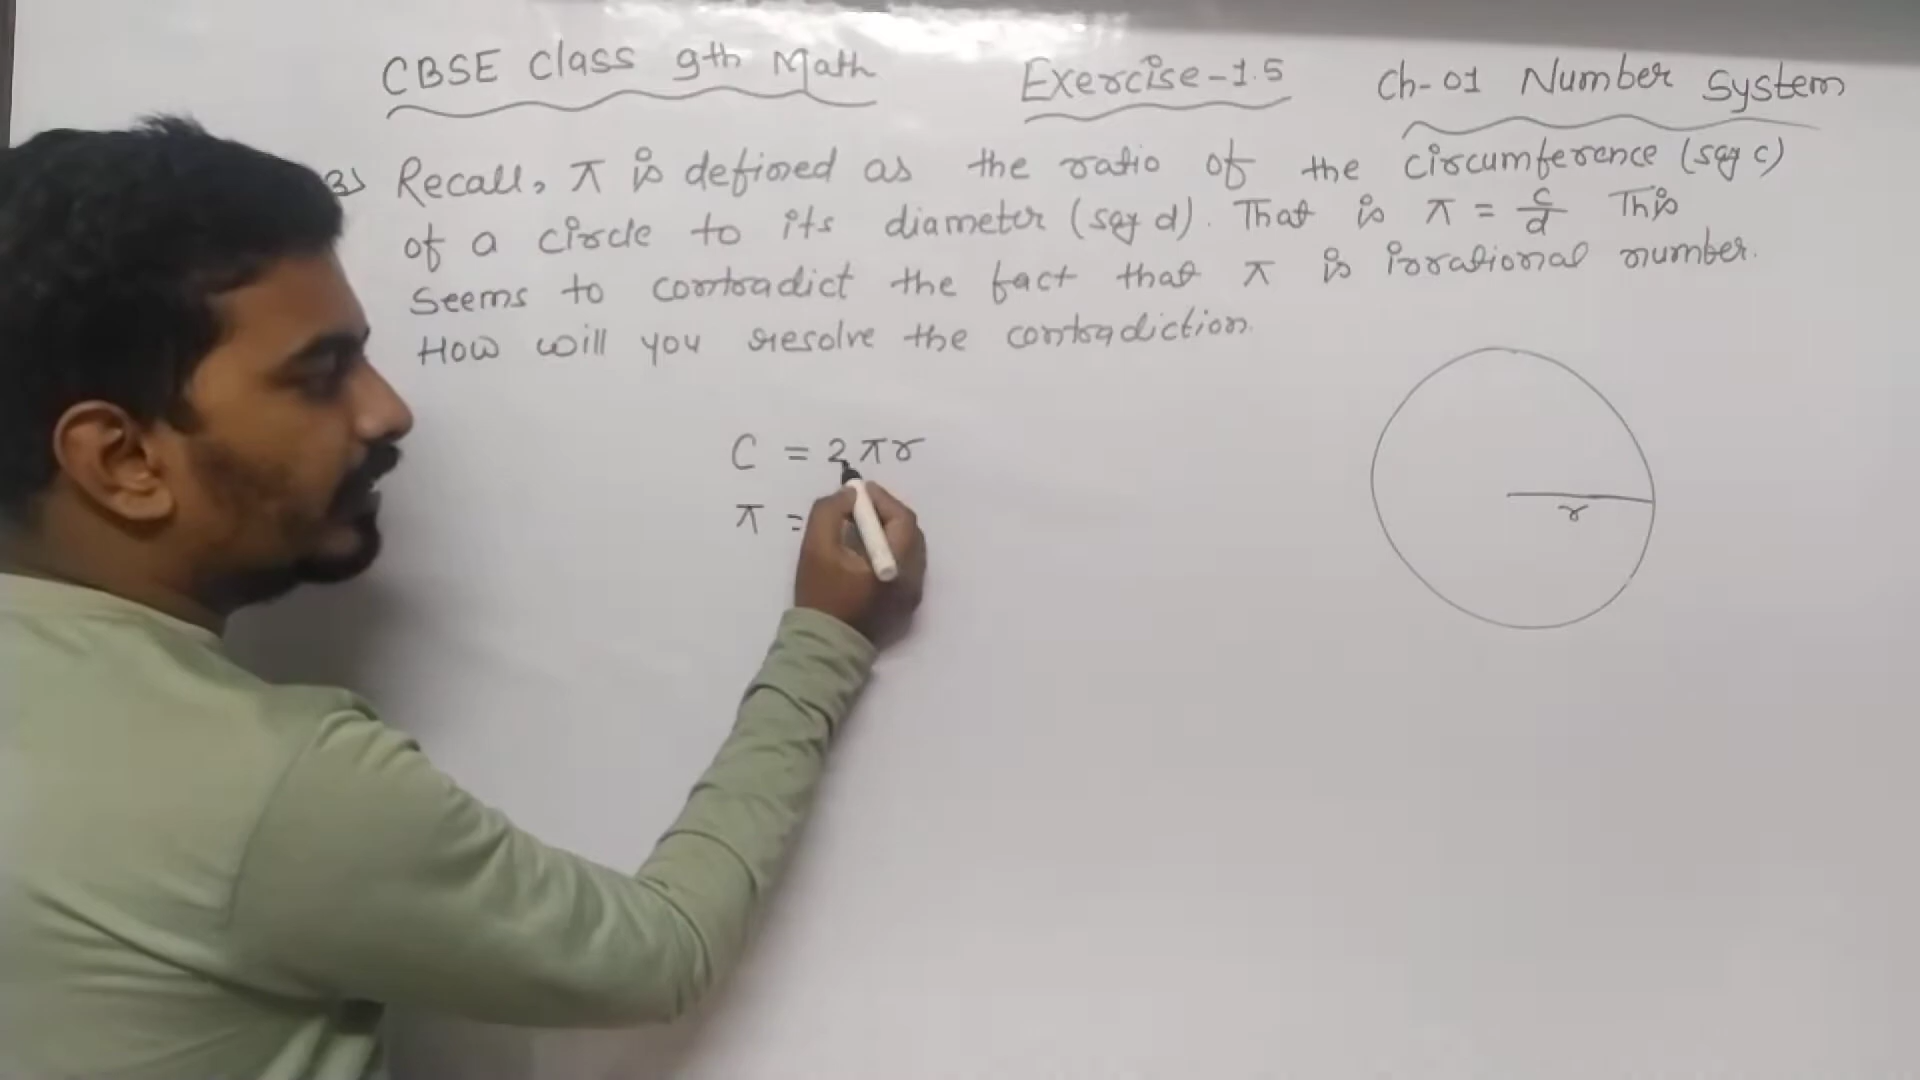 CBSE Class 9th Math Exercise-1.5 Ch-01 Number System
3) Recall, π is defined as the ratio of the circumference (say c)
of a circle to its diameter (say d). That is π = c/d This
Seems to contradict the fact that π is irrational number.
How will you resolve the contradiction.
C = 2πr
π =
r